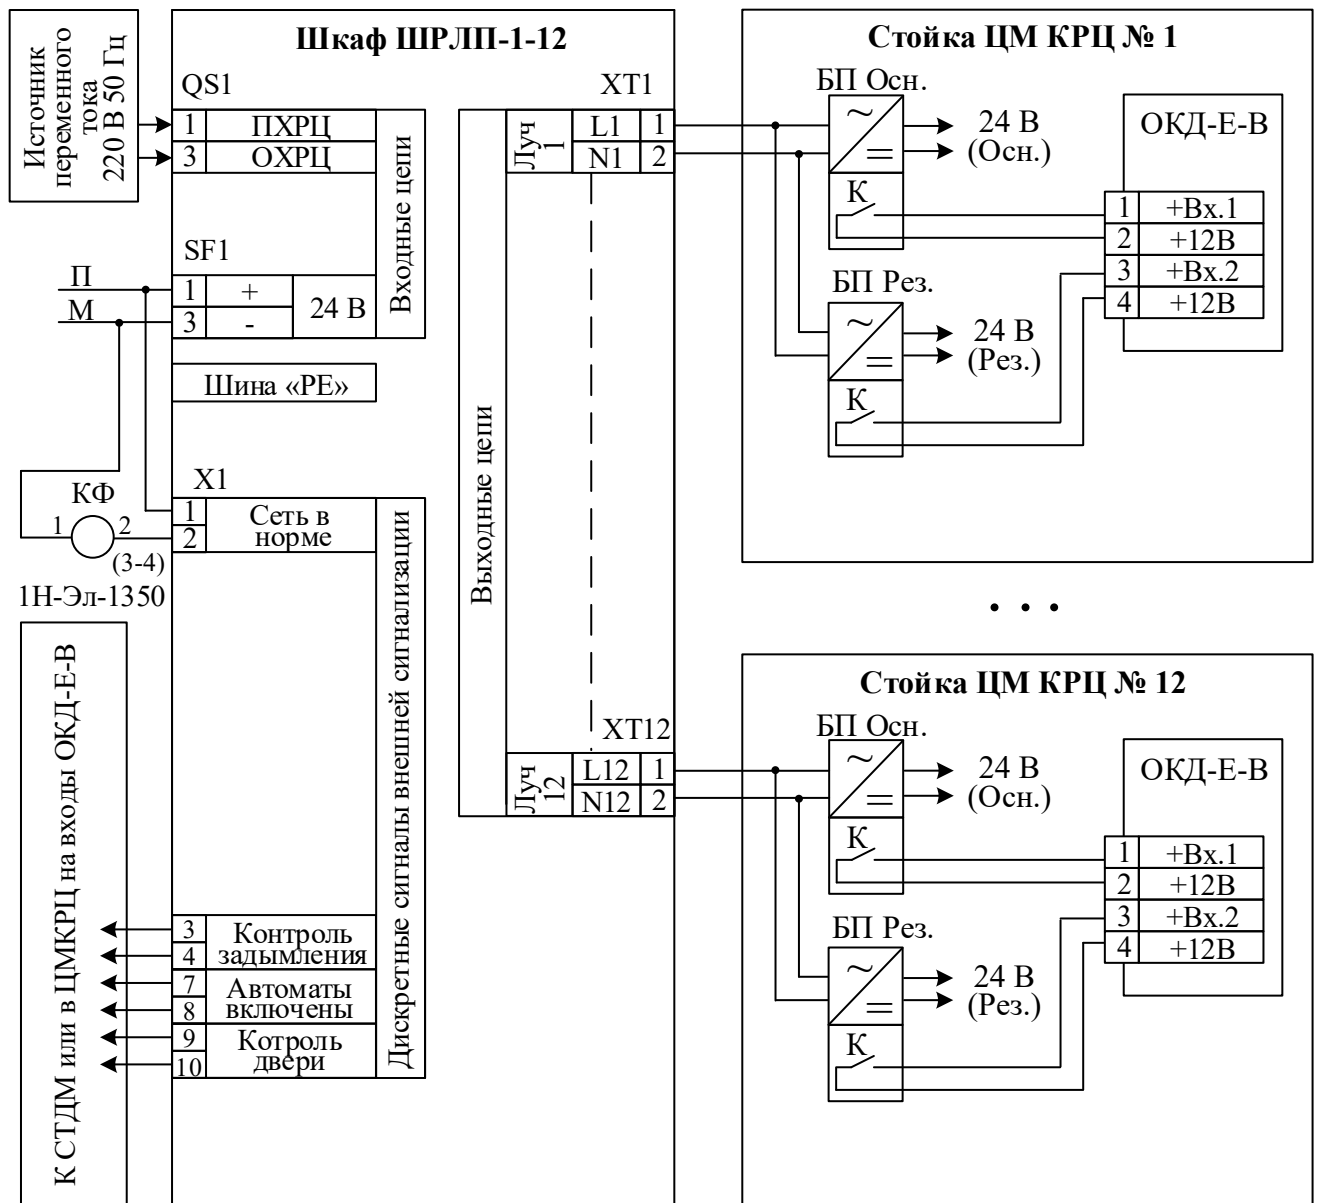 Источник
переменного
тока
220 В 50 Гц
Шкаф ШРЛП-1-12
QS1
1 ПХРЦ
3 ОХРЦ
SF1
П
М
1 +
3 -
24 В
Входные цепи
Шина «РЕ»
X1
КФ
1 2
(3-4)
1Н-Эл-1350
1
2
Сеть в
норме
3
4
Контроль
задымления
7
8
Автоматы
включены
9
10
Котроль
двери
Дискретные сигналы внешней сигнализации
К СТДМ или в ЦМКРЦ на входы ОКД-Е-В
Выходные цепи
XT1
Луч
1
L1 1
N1 2
XT12
Луч
12
L12 1
N12 2
Стойка ЦМ КРЦ № 1
БП Осн.
~
=
24 В
(Осн.)
К
БП Рез.
~
=
24 В
(Рез.)
К
ОКД-Е-В
1 +Вх.1
2 +12В
3 +Вх.2
4 +12В
• • •
Стойка ЦМ КРЦ № 12
БП Осн.
~
=
24 В
(Осн.)
К
БП Рез.
~
=
24 В
(Рез.)
К
ОКД-Е-В
1 +Вх.1
2 +12В
3 +Вх.2
4 +12В